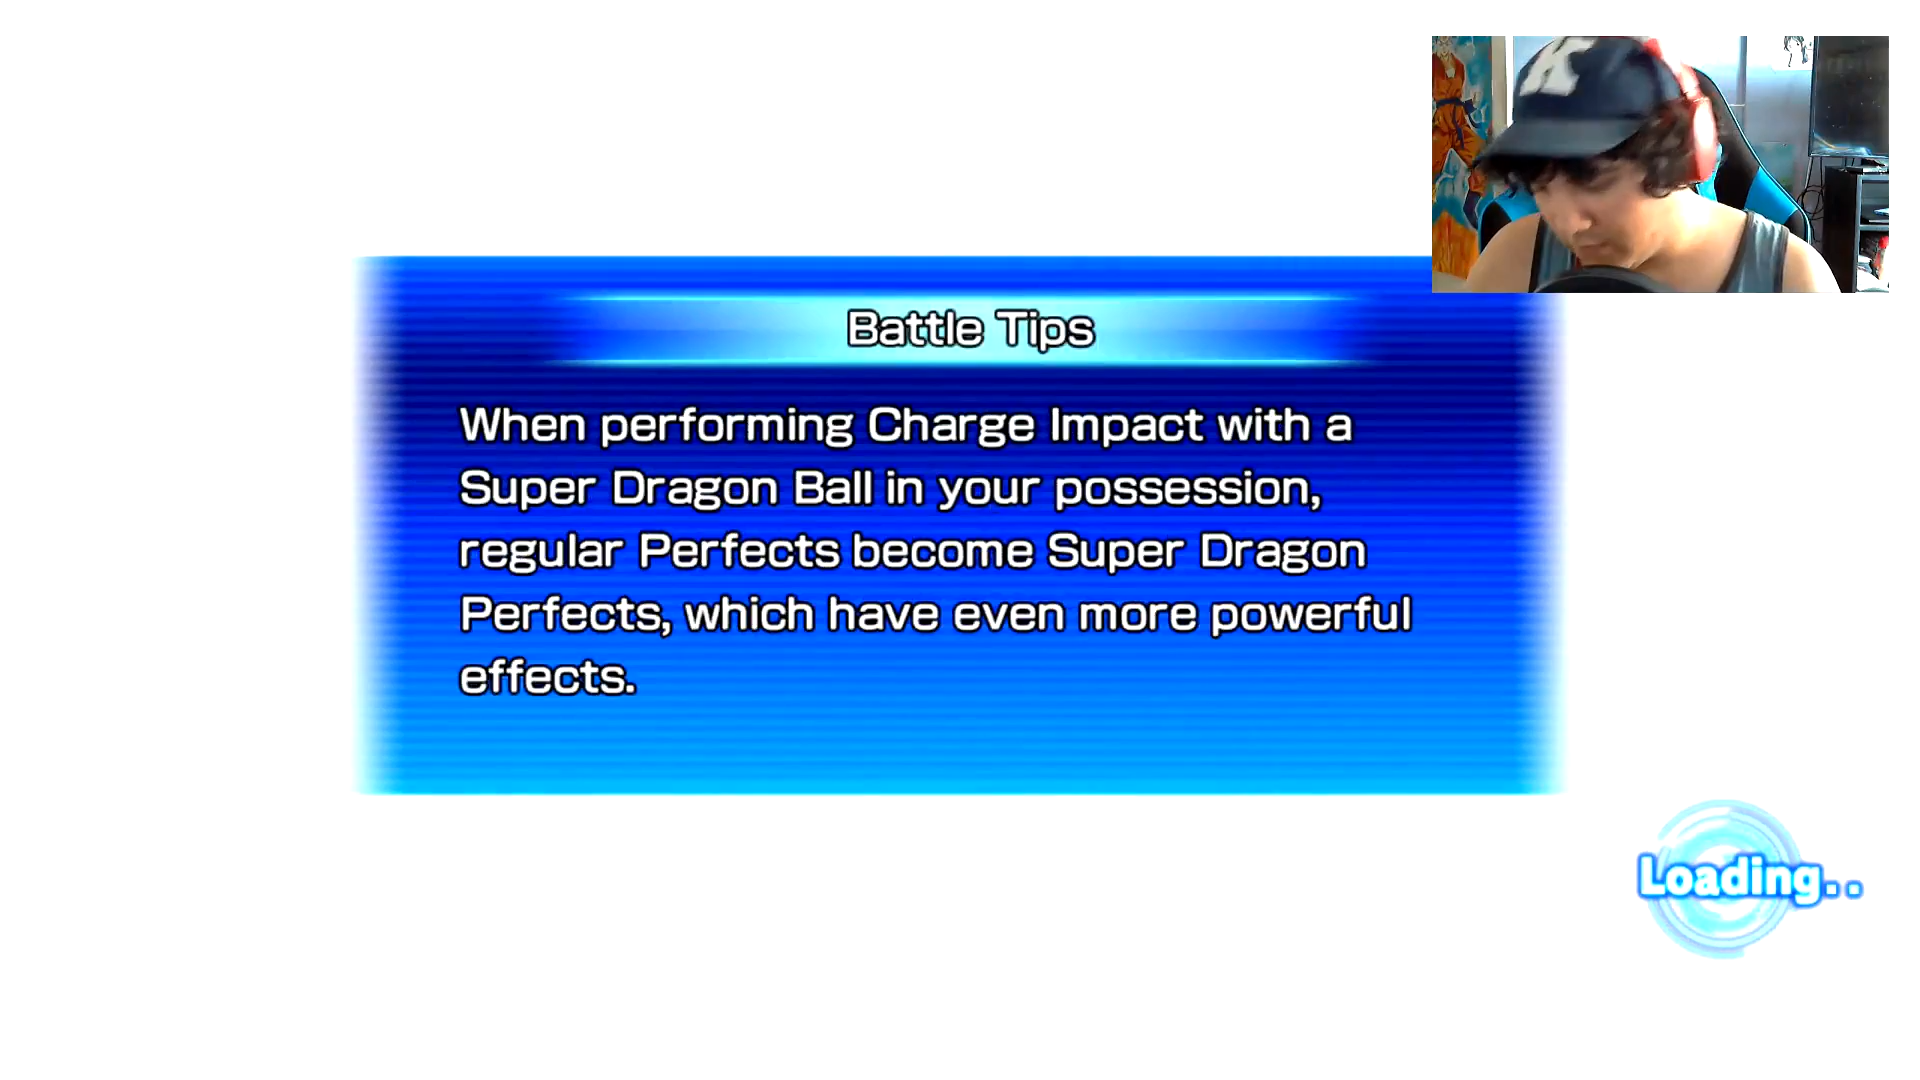 Battle Tips
When performing Charge Impact with a
Super Dragon Ball in your possession,
regular Perfects become Super Dragon
Perfects, which have even more powerful
effects.
Loading..
K